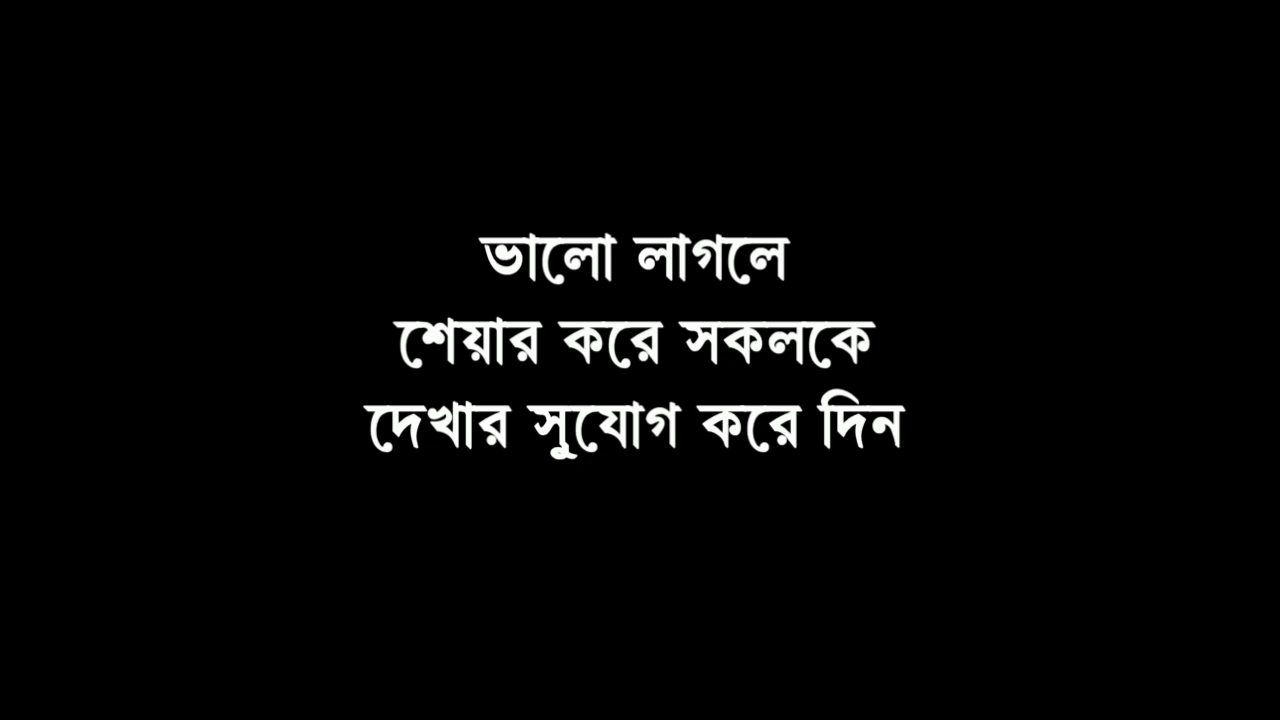 ভালো লাগলে
শেয়ার করে সকলকে
দেখার সুযোগ করে দিন